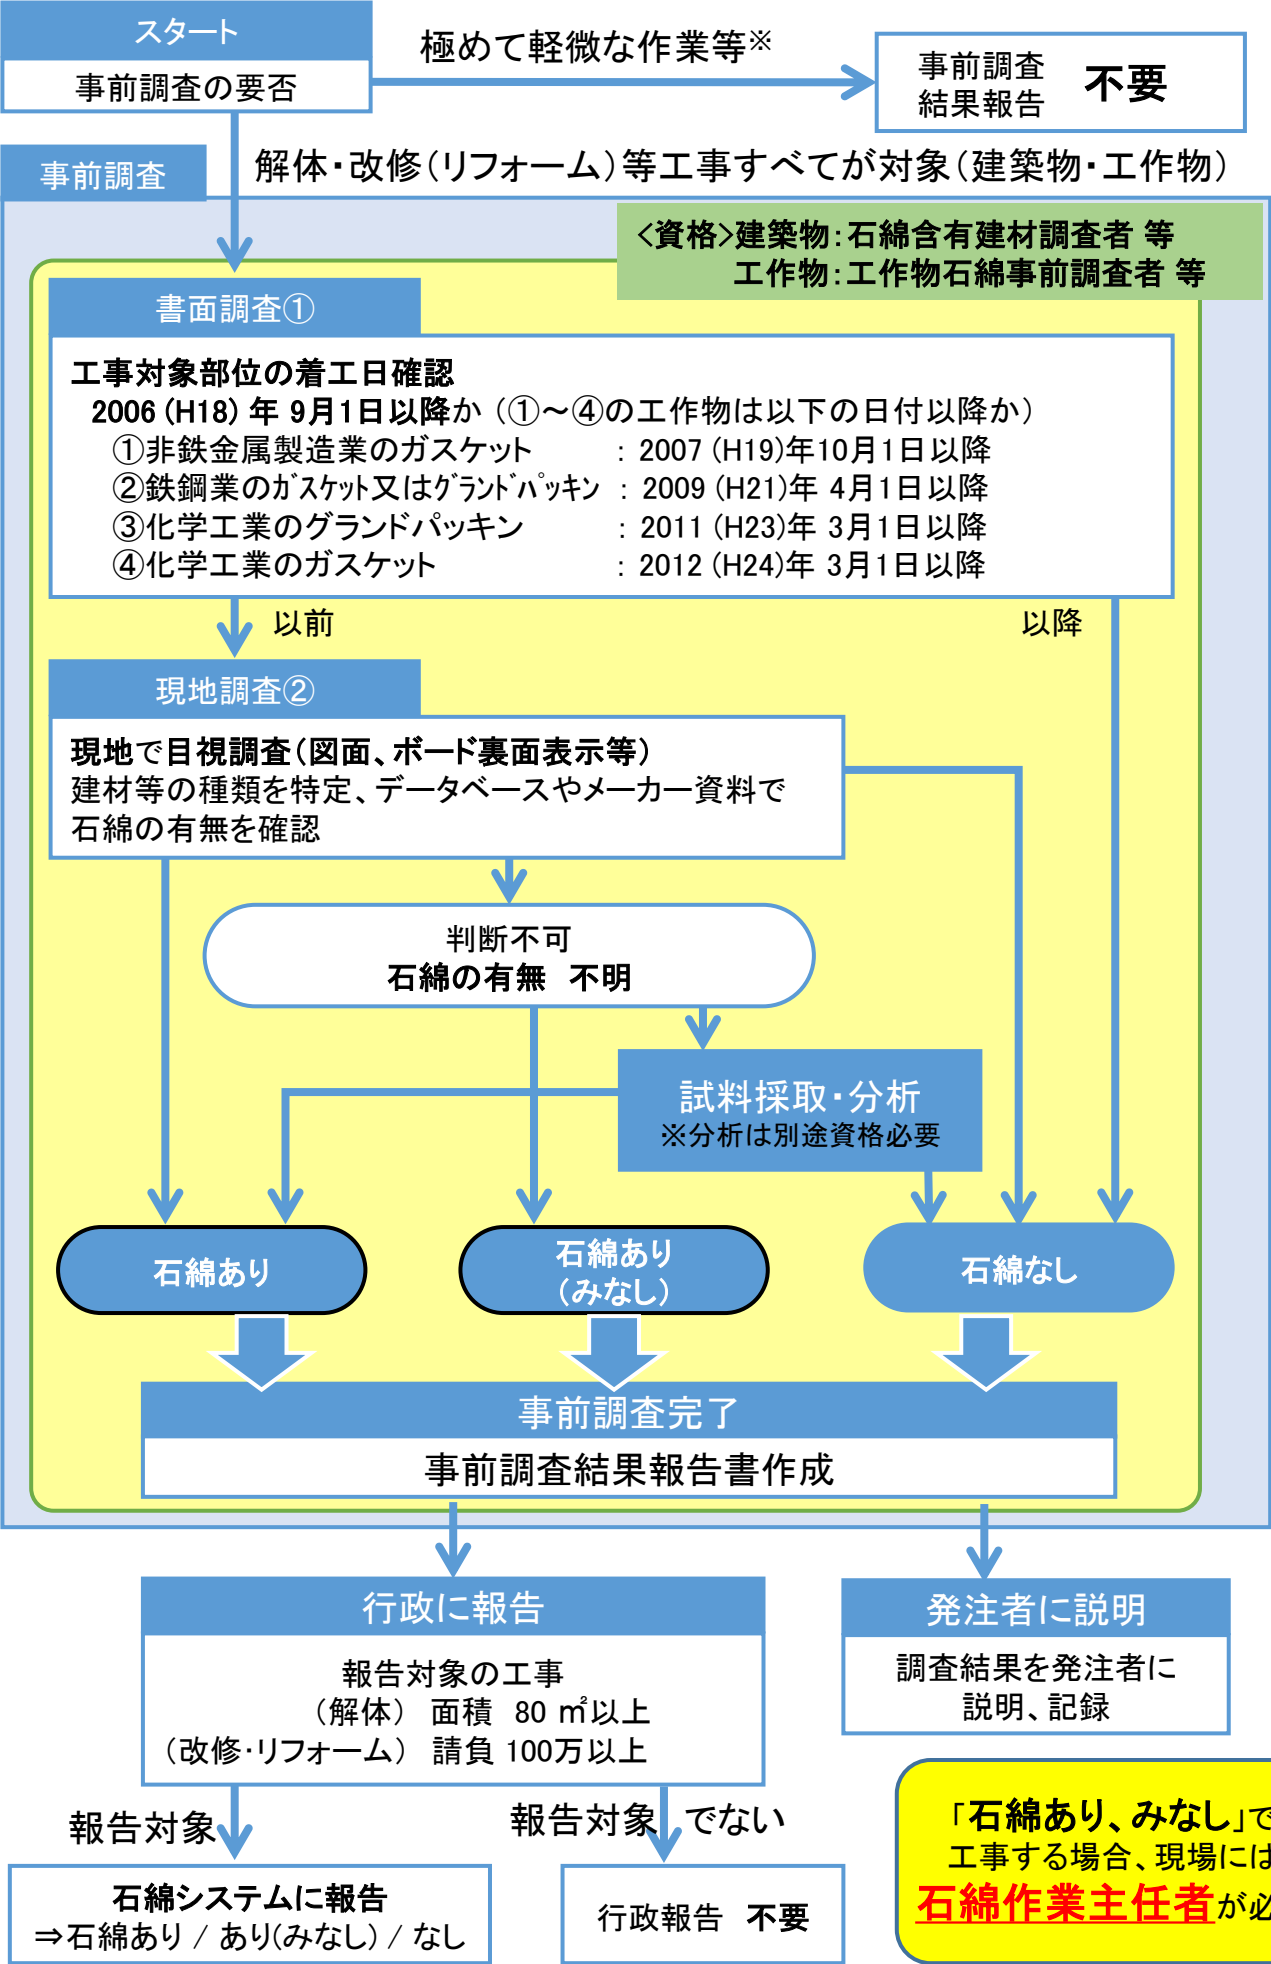 スタート
事前調査の要否
極めて軽微な作業等※
事前調査
結果報告 不要
解体・改修(リフォーム)等工事すべてが対象(建築物・工作物)
事前調査
<資格>建築物:石綿含有建材調査者 等
工作物:工作物石綿事前調査者 等
書面調査①
工事対象部位の着工日確認
2006(H18)年 9月1日以降か(①～④の工作物は以下の日付以降か)
①非鉄金属製造業のガスケット : 2007(H19)年10月1日以降
②鉄鋼業のガスケット又はグランドパッキン : 2009(H21)年 4月1日以降
③化学工業のグランドパッキン : 2011(H23)年 3月1日以降
④化学工業のガスケット : 2012(H24)年 3月1日以降
以前
以降
現地調査②
現地で目視調査(図面、ボード裏面表示等)
建材等の種類を特定、データベースやメーカー資料で
石綿の有無を確認
判断不可
石綿の有無 不明
試料採取・分析
※分析は別途資格必要
石綿あり
石綿あり
(みなし)
石綿なし
事前調査完了
事前調査結果報告書作成
行政に報告
報告対象の工事
(解体) 面積 80 ㎡以上
(改修・リフォーム) 請負 100万以上
発注者に説明
調査結果を発注者に
説明、記録
報告対象
報告対象 でない
石綿システムに報告
⇒石綿あり / あり(みなし) / なし
行政報告 不要
「石綿あり、みなし」で
工事する場合、現場には
石綿作業主任者が必